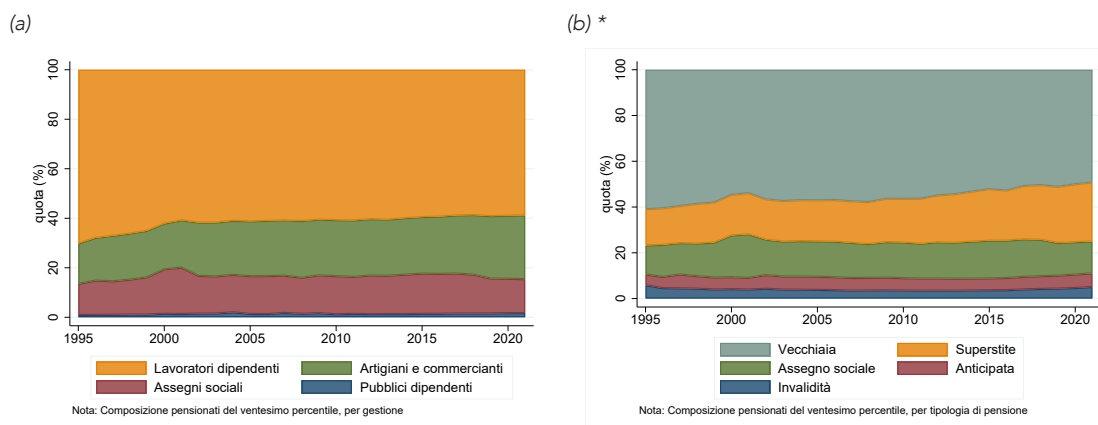 (a)
(b) *
quota (%)
100
80
60
40
20
0
1995 2000 2005 2010 2015 2020
Lavoratori dipendenti Artigiani e commercianti
Assegni sociali Pubblici dipendenti
Nota: Composizione pensionati del ventesimo percentile, per gestione
quota (%)
100
80
60
40
20
0
1995 2000 2005 2010 2015 2020
Vecchiaia Superstite
Assegno sociale Anticipata
Invalidità
Nota: Composizione pensionati del ventesimo percentile, per tipologia di pensione